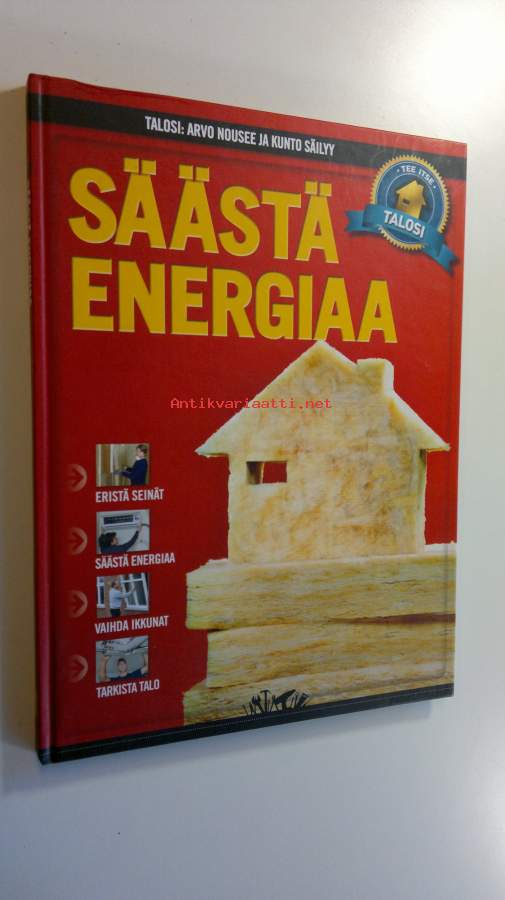 TALOSI: ARVO NOUSEE JA KUNTO SÄILYY
TEE ITSE
TALOSI
SÄÄSTÄ
ENERGIAA
Antikvariaatti.net
ERISTÄ SEINÄT
SÄÄSTÄ ENERGIAA
VAIHDA IKKUNAT
TARKISTA TALO